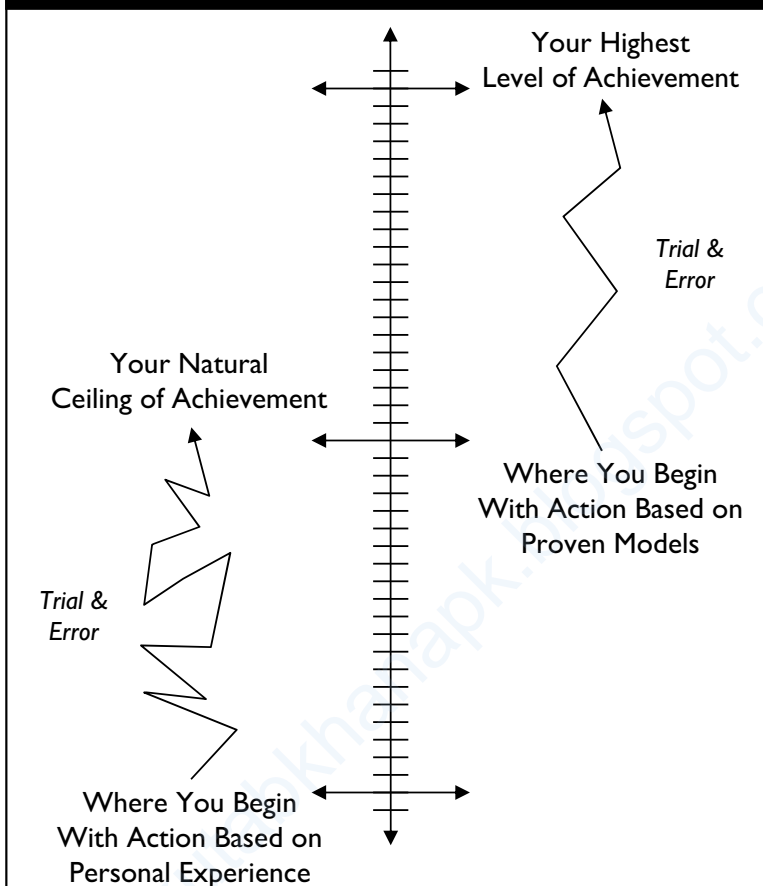 Your Highest
Level of Achievement
Trial &
Error
Your Natural
Ceiling of Achievement
Where You Begin
With Action Based on
Proven Models
Trial &
Error
Where You Begin
With Action Based on
Personal Experience